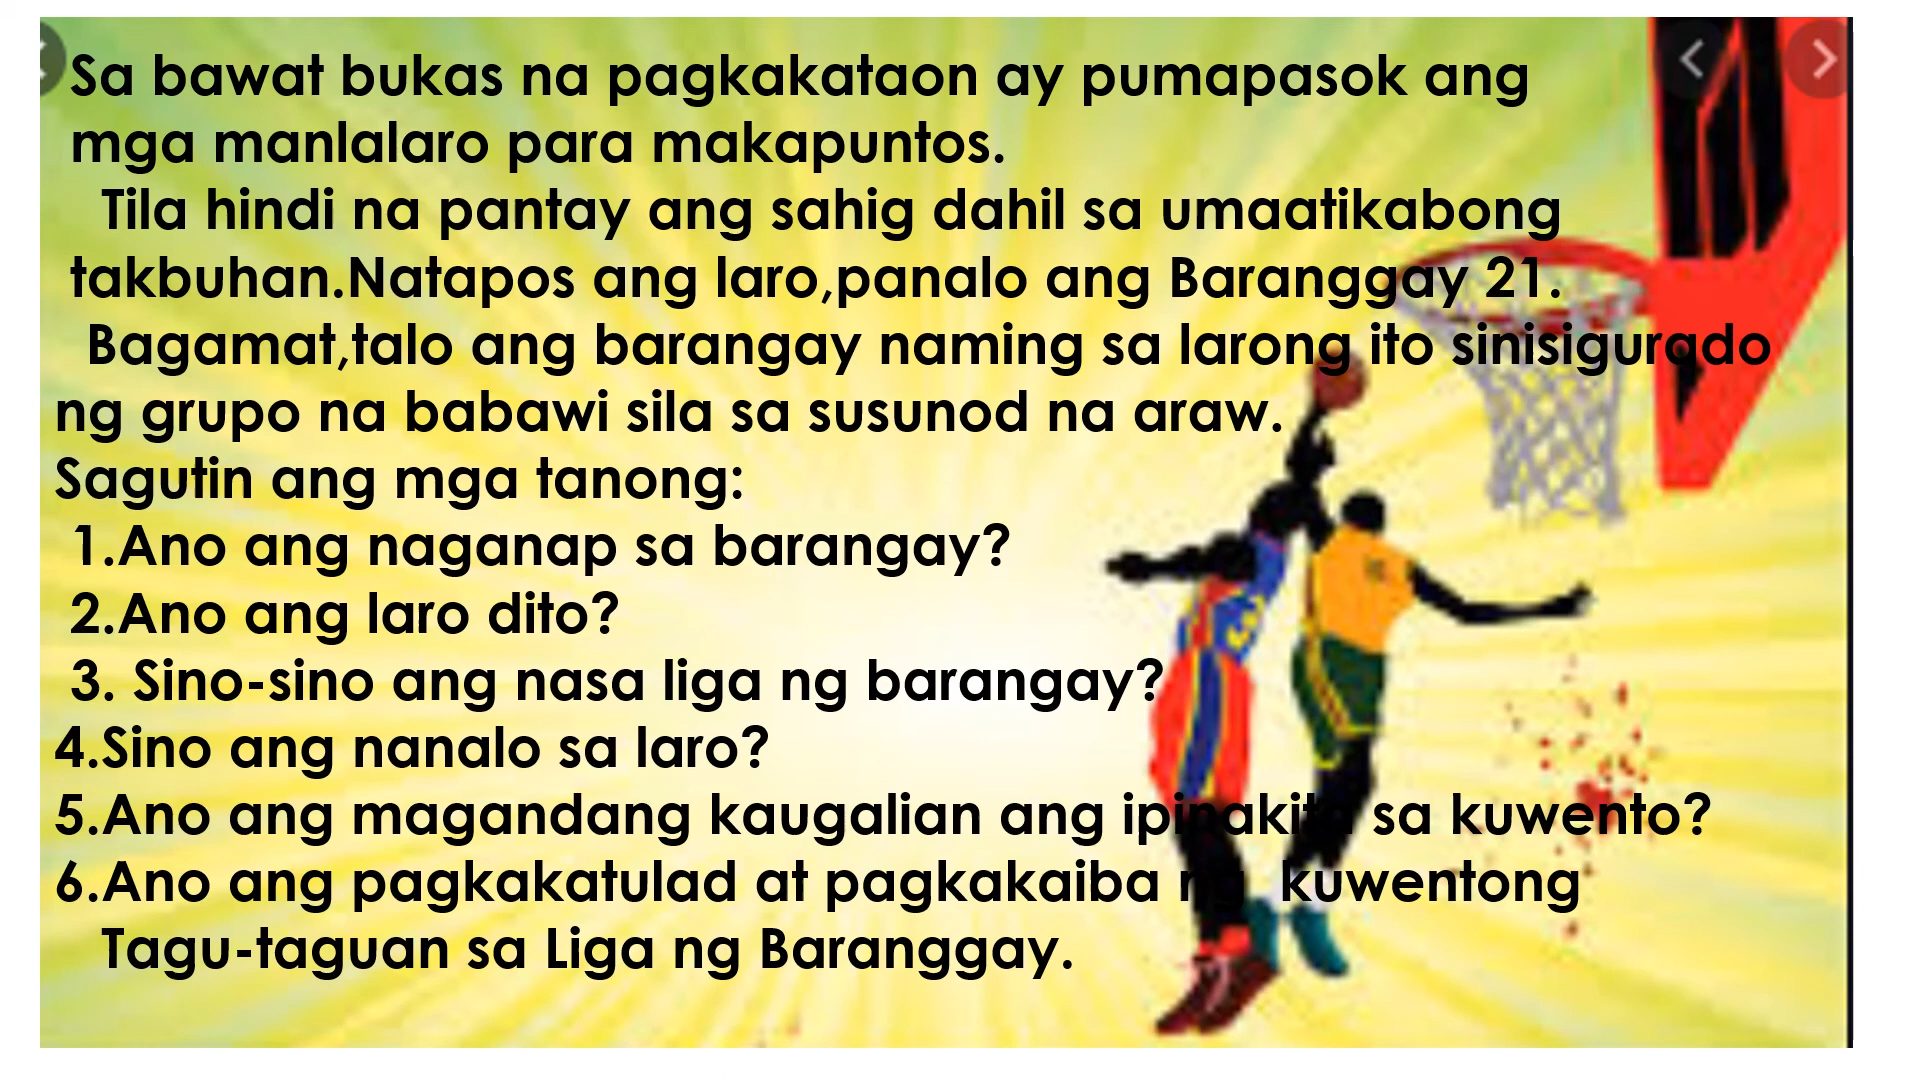 Sa bawat bukas na pagkakataon ay pumapasok ang
mga manlalaro para makapuntos.
Tila hindi na pantay ang sahig dahil sa umaatikabong
takbuhan.Natapos ang laro,panalo ang Baranggay 21.
Bagamat,talo ang barangay naming sa larong ito sinisigurado
ng grupo na babawi sila sa susunod na araw.
Sagutin ang mga tanong:
1.Ano ang naganap sa barangay?
2.Ano ang laro dito?
3. Sino-sino ang nasa liga ng barangay?
4.Sino ang nanalo sa laro?
5.Ano ang magandang kaugalian ang ipinakita sa kuwento?
6.Ano ang pagkakatulad at pagkakaiba ng kuwentong
Tagu-taguan sa Liga ng Baranggay.